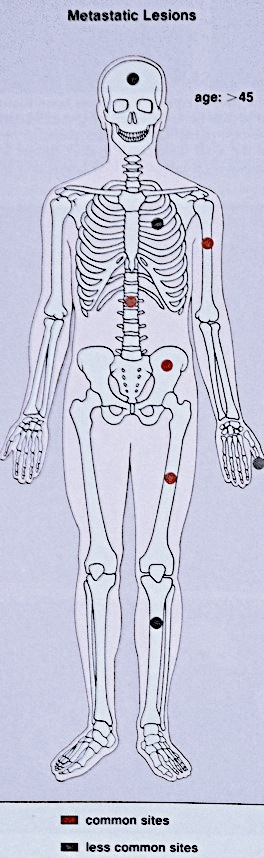 Metastatic Lesions
age: >45
common sites
less common sites